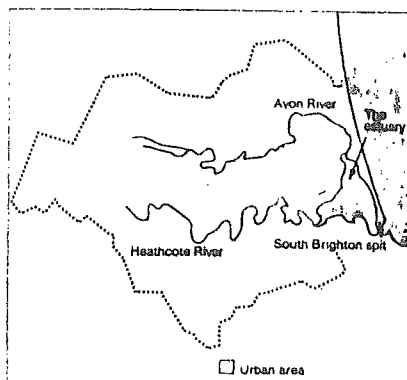 Avon River
The
estuary
Heathcote River
South Brighton spit
Urban area